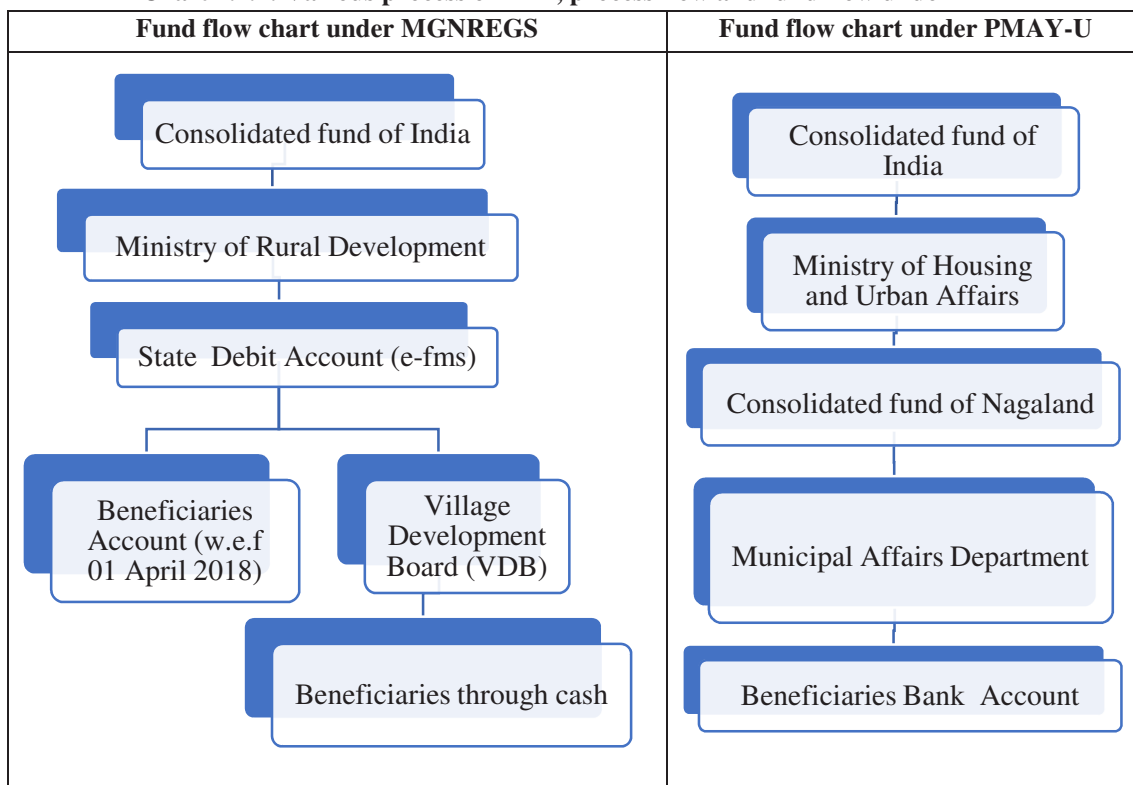 Fund flow chart under MGNREGS
Consolidated fund of India
Ministry of Rural Development
State Debit Account (e-fms)
Beneficiaries
Account (w.e.f
01 April 2018)
Village
Development
Board (VDB)
Beneficiaries through cash
Fund flow chart under PMAY-U
Consolidated fund of
India
Ministry of Housing
and Urban Affairs
Consolidated fund of Nagaland
Municipal Affairs Department
Beneficiaries Bank Account